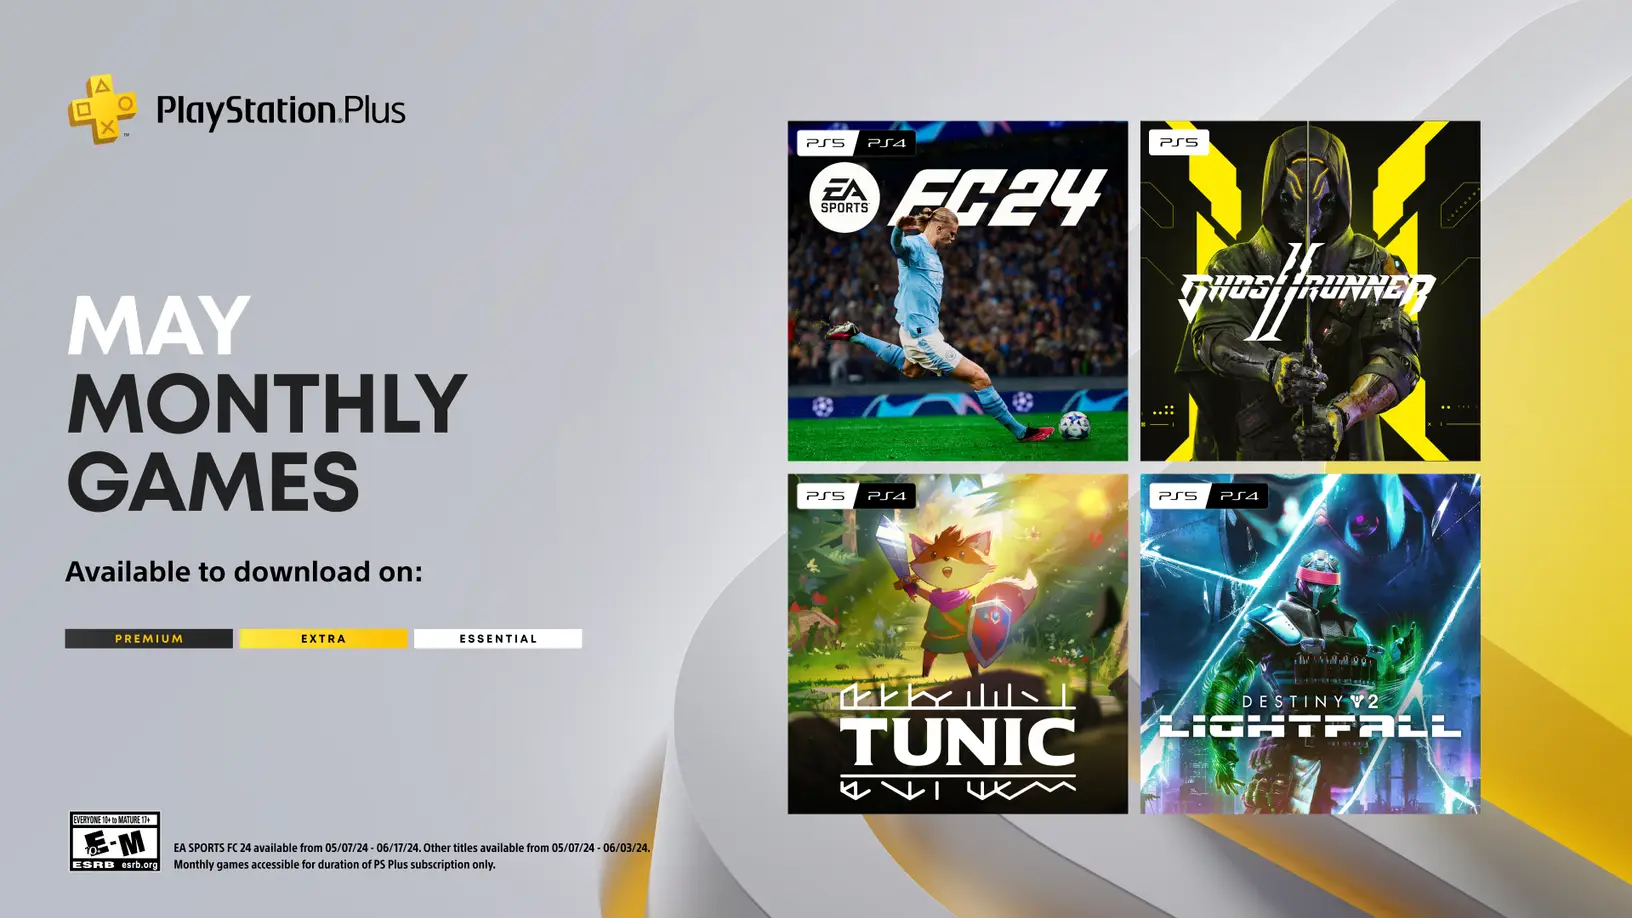 PlayStation Plus
MAY
MONTHLY
GAMES
Available to download on:
PREMIUM EXTRA ESSENTIAL
EVERYONE 10+ to MATURE 17+
E 10+ - M
ESRB esrb.org
EA SPORTS FC 24 available from 05/07/24 - 06/17/24. Other titles available from 05/07/24 - 06/03/24.
Monthly games accessible for duration of PS Plus subscription only.
PS5 PS4
EA SPORTS FC24
PS5
GHOSTRUNNER II
PS5 PS4
TUNIC
PS5 PS4
DESTINY 2
LIGHTFALL